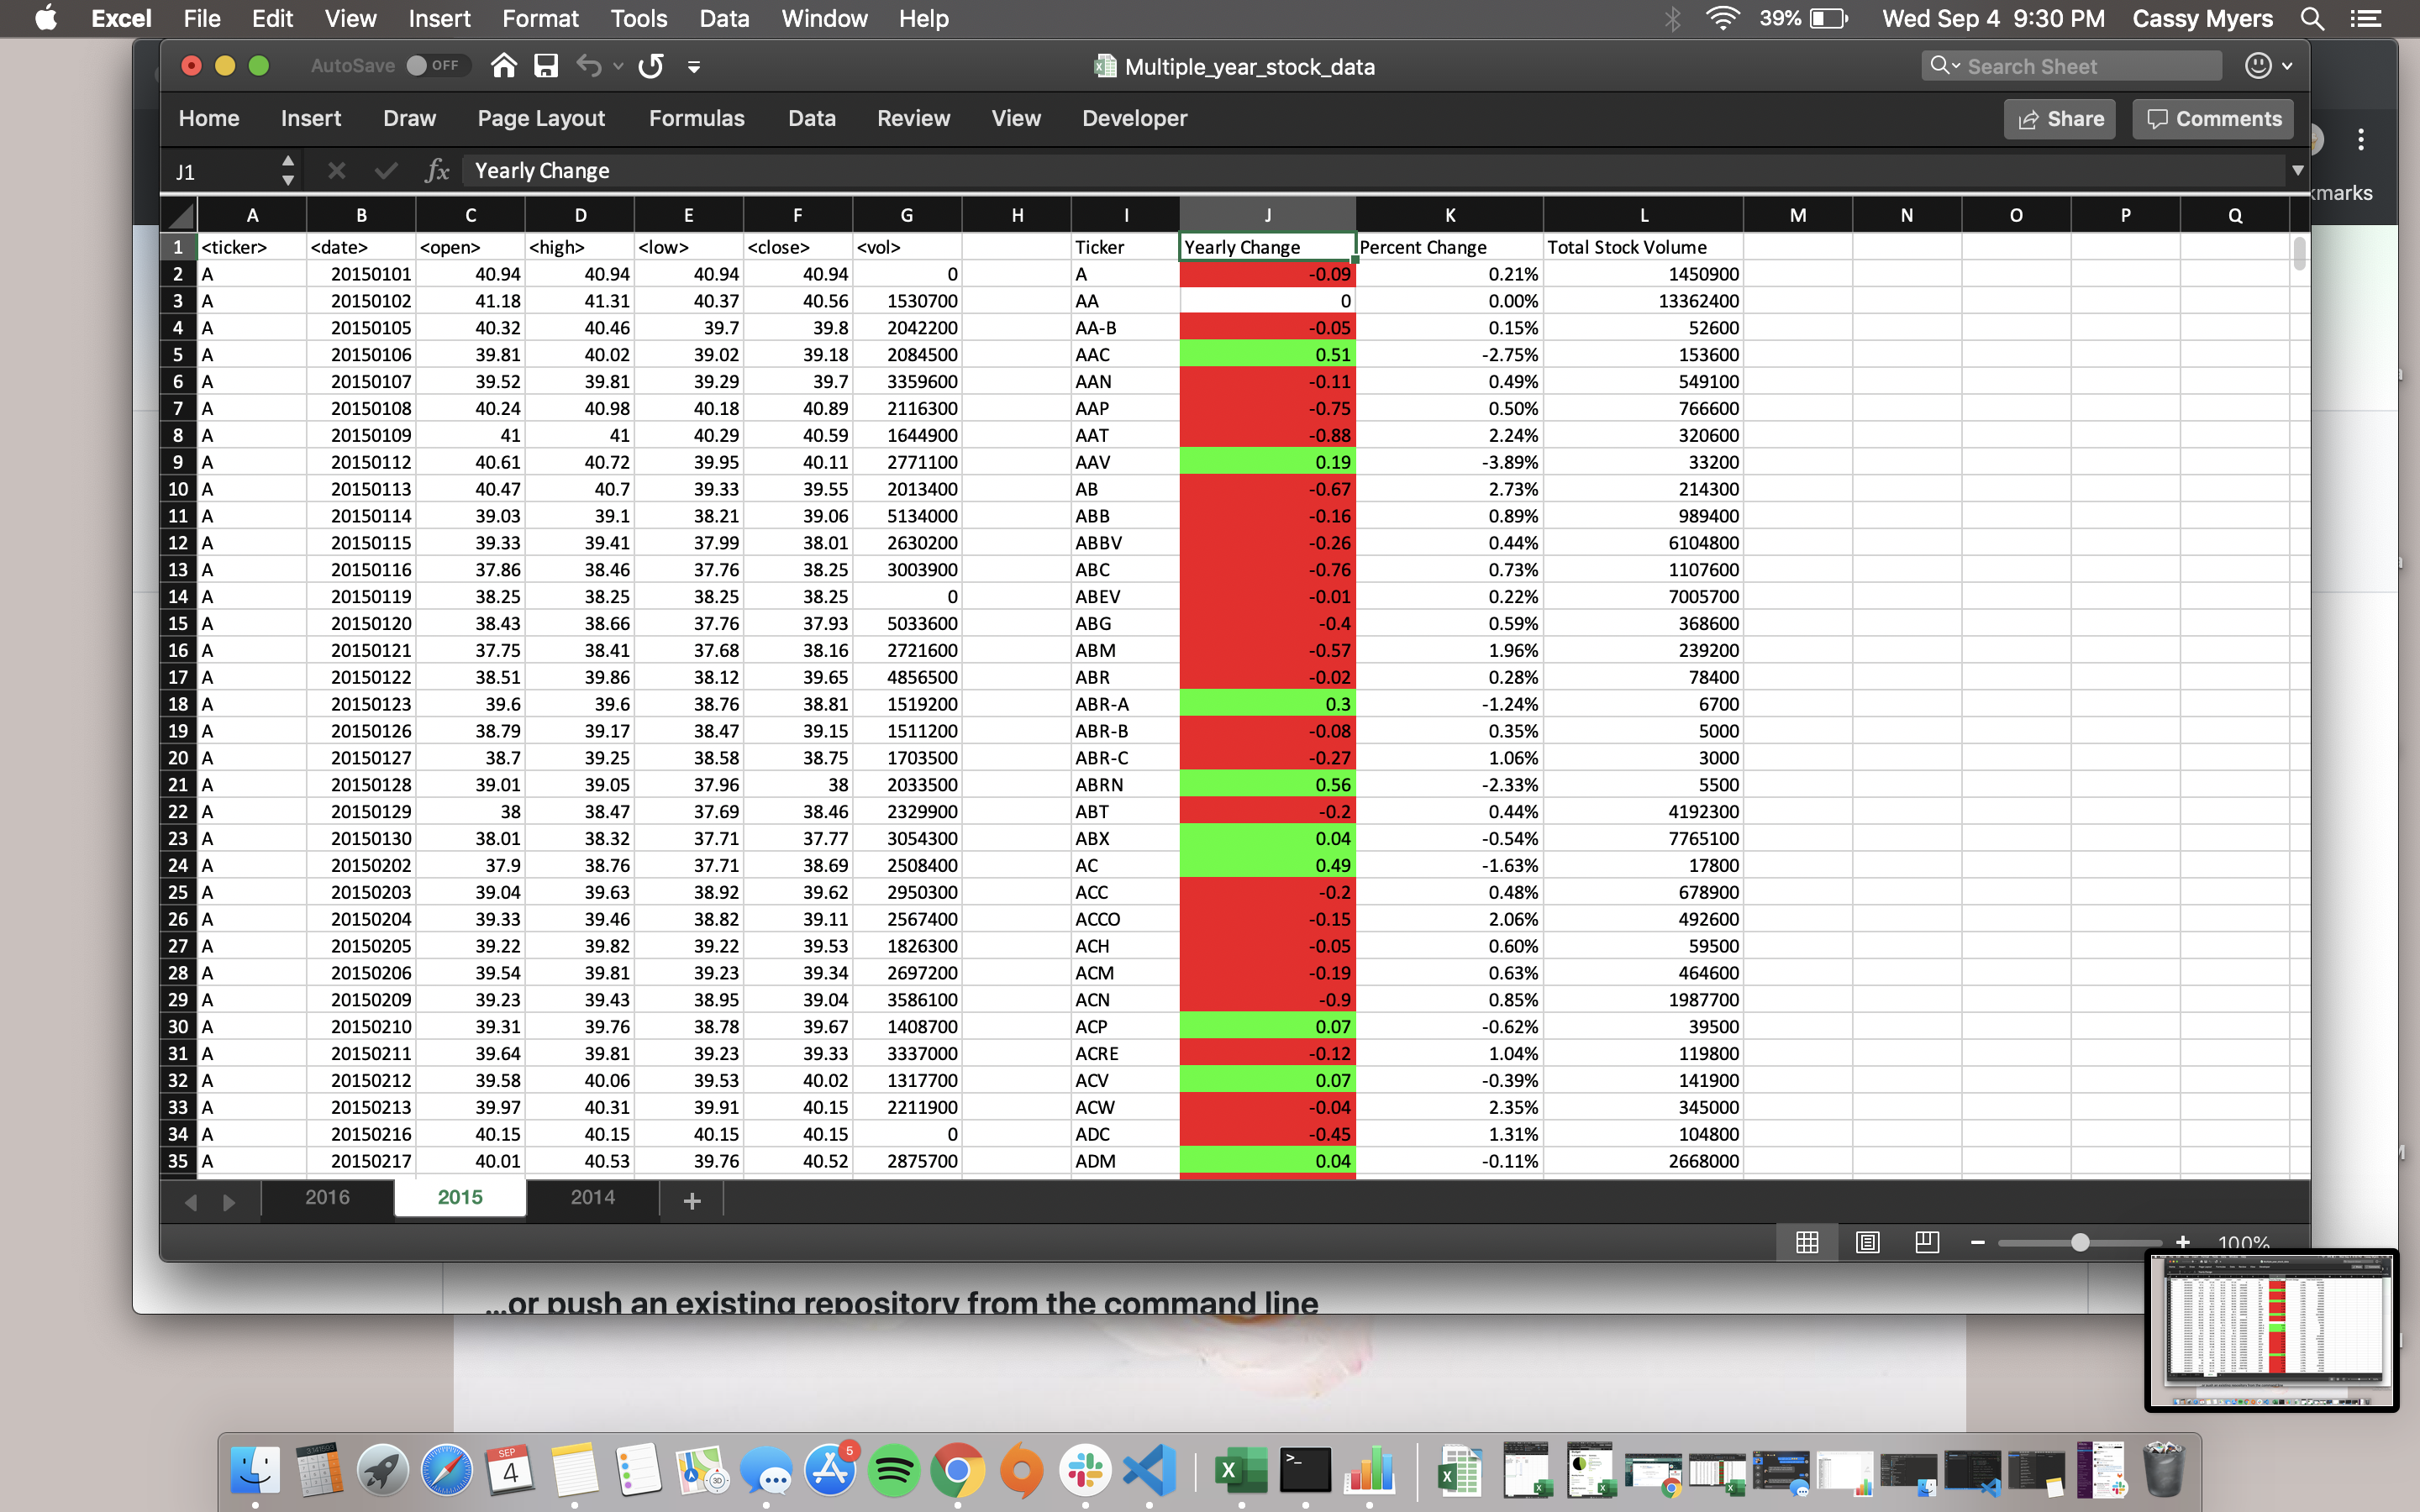 Excel File Edit View Insert Format Tools Data Window Help 39% Wed Sep 4 9:30 PM Cassy Myers
AutoSave OFF Multiple_year_stock_data Search Sheet
Home Insert Draw Page Layout Formulas Data Review View Developer Share Comments
J1 fx Yearly Change
kmarks
A B C D E F G H I J K L M N O P Q
1 <ticker> <date> <open> <high> <low> <close> <vol> Ticker Yearly Change Percent Change Total Stock Volume
2 A 20150101 40.94 40.94 40.94 40.94 0 A -0.09 0.21% 1450900
3 A 20150102 41.18 41.31 40.37 40.56 1530700 AA 0 0.00% 13362400
4 A 20150105 40.32 40.46 39.7 39.8 2042200 AA-B -0.05 0.15% 52600
5 A 20150106 39.81 40.02 39.02 39.18 2084500 AAC 0.51 -2.75% 153600
6 A 20150107 39.52 39.81 39.29 39.7 3359600 AAN -0.11 0.49% 549100
7 A 20150108 40.24 40.98 40.18 40.89 2116300 AAP -0.75 0.50% 766600
8 A 20150109 41 41 40.29 40.59 1644900 AAT -0.88 2.24% 320600
9 A 20150112 40.61 40.72 39.95 40.11 2771100 AAV 0.19 -3.89% 33200
10 A 20150113 40.47 40.7 39.33 39.55 2013400 AB -0.67 2.73% 214300
11 A 20150114 39.03 39.1 38.21 39.06 5134000 ABB -0.16 0.89% 989400
12 A 20150115 39.33 39.41 37.99 38.01 2630200 ABBV -0.26 0.44% 6104800
13 A 20150116 37.86 38.46 37.76 38.25 3003900 ABC -0.76 0.73% 1107600
14 A 20150119 38.25 38.25 38.25 38.25 0 ABEV -0.01 0.22% 7005700
15 A 20150120 38.43 38.66 37.76 37.93 5033600 ABG -0.4 0.59% 368600
16 A 20150121 37.75 38.41 37.68 38.16 2721600 ABM -0.57 1.96% 239200
17 A 20150122 38.51 39.86 38.12 39.65 4856500 ABR -0.02 0.28% 78400
18 A 20150123 39.6 39.6 38.76 38.81 1519200 ABR-A 0.3 -1.24% 6700
19 A 20150126 38.79 39.17 38.47 39.15 1511200 ABR-B -0.08 0.35% 5000
20 A 20150127 38.7 39.25 38.58 38.75 1703500 ABR-C -0.27 1.06% 3000
21 A 20150128 39.01 39.05 37.96 38 2033500 ABRN 0.56 -2.33% 5500
22 A 20150129 38 38.47 37.69 38.46 2329900 ABT -0.2 0.44% 4192300
23 A 20150130 38.01 38.32 37.71 37.77 3054300 ABX 0.04 -0.54% 7765100
24 A 20150202 37.9 38.76 37.71 38.69 2508400 AC 0.49 -1.63% 17800
25 A 20150203 39.04 39.63 38.92 39.62 2950300 ACC -0.2 0.48% 678900
26 A 20150204 39.33 39.46 38.82 39.11 2567400 ACCO -0.15 2.06% 492600
27 A 20150205 39.22 39.82 39.22 39.53 1826300 ACH -0.05 0.60% 59500
28 A 20150206 39.54 39.81 39.23 39.34 2697200 ACM -0.19 0.63% 464600
29 A 20150209 39.23 39.43 38.95 39.04 3586100 ACN -0.9 0.85% 1987700
30 A 20150210 39.31 39.76 38.78 39.67 1408700 ACP 0.07 -0.62% 39500
31 A 20150211 39.64 39.81 39.23 39.33 3337000 ACRE -0.12 1.04% 119800
32 A 20150212 39.58 40.06 39.53 40.02 1317700 ACV 0.07 -0.39% 141900
33 A 20150213 39.97 40.31 39.91 40.15 2211900 ACW -0.04 2.35% 345000
34 A 20150216 40.15 40.15 40.15 40.15 0 ADC -0.45 1.31% 104800
35 A 20150217 40.01 40.53 39.76 40.52 2875700 ADM 0.04 -0.11% 2668000
2016 2015 2014 +
100%
...or push an existing repository from the command line
SEP
4
5